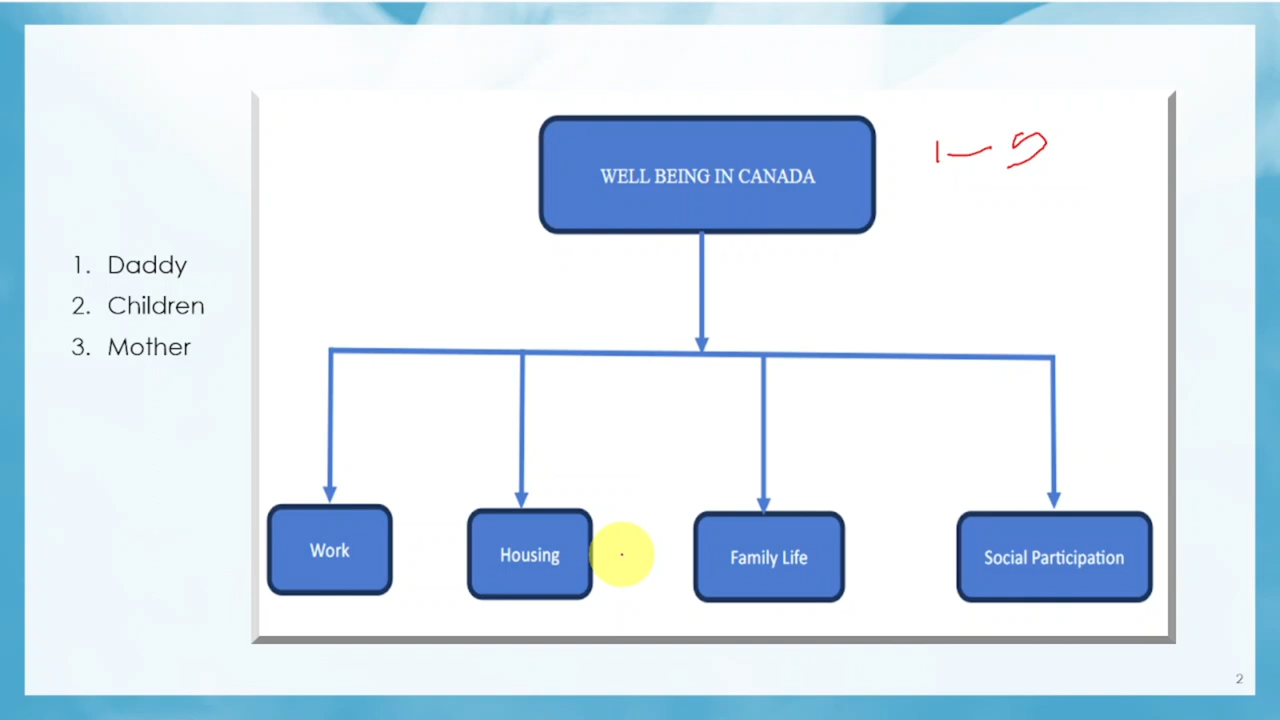 WELL BEING IN CANADA
1-5
1. Daddy
2. Children
3. Mother
Work
Housing
Family Life
Social Participation
2